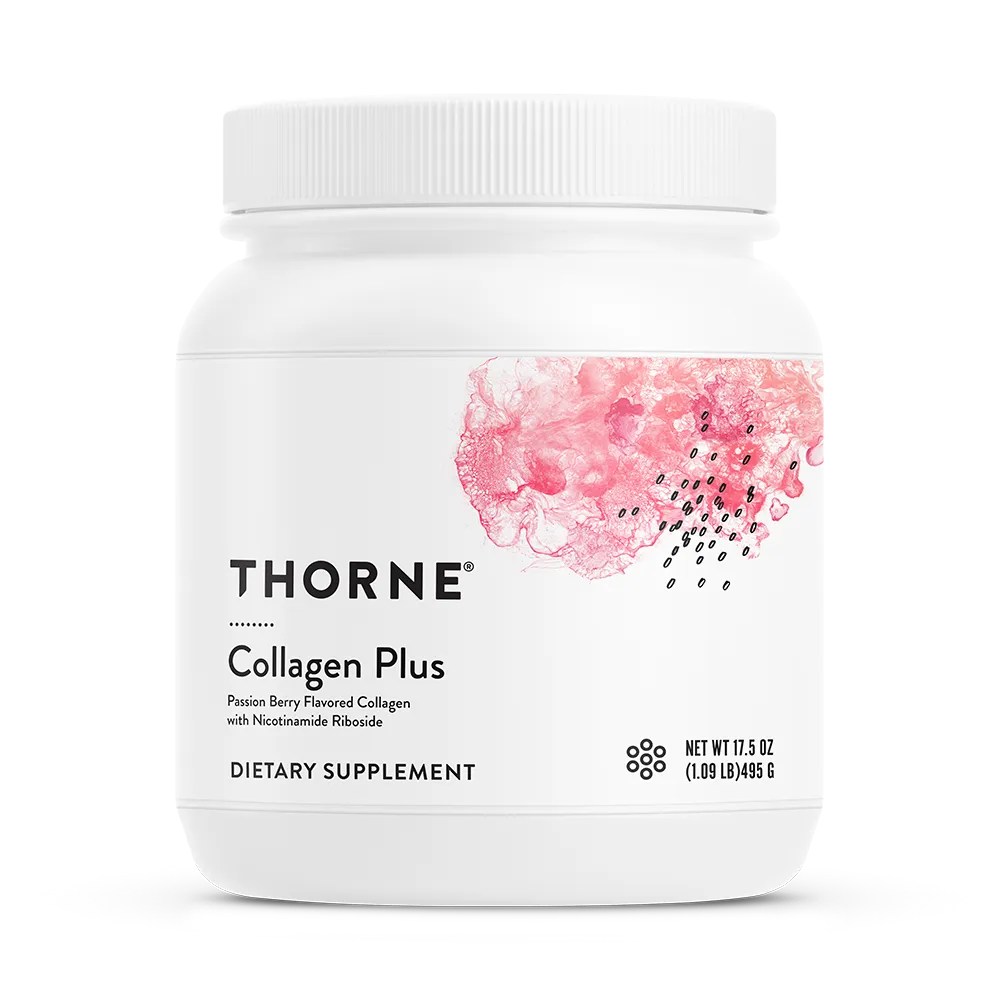 THORNE®
Collagen Plus
Passion Berry Flavored Collagen
with Nicotinamide Riboside
DIETARY SUPPLEMENT
NET WT 17.5 OZ
(1.09 LB)495 G